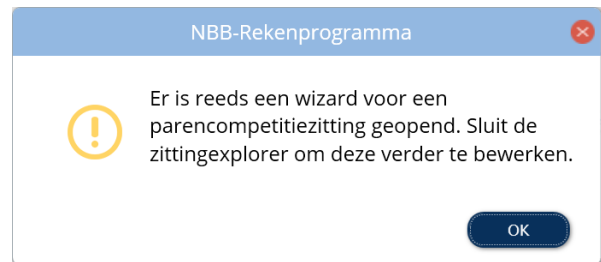 NBB-Rekenprogramma
Er is reeds een wizard voor een
parencompetitiezitting geopend. Sluit de
zittingexplorer om deze verder te bewerken.
OK